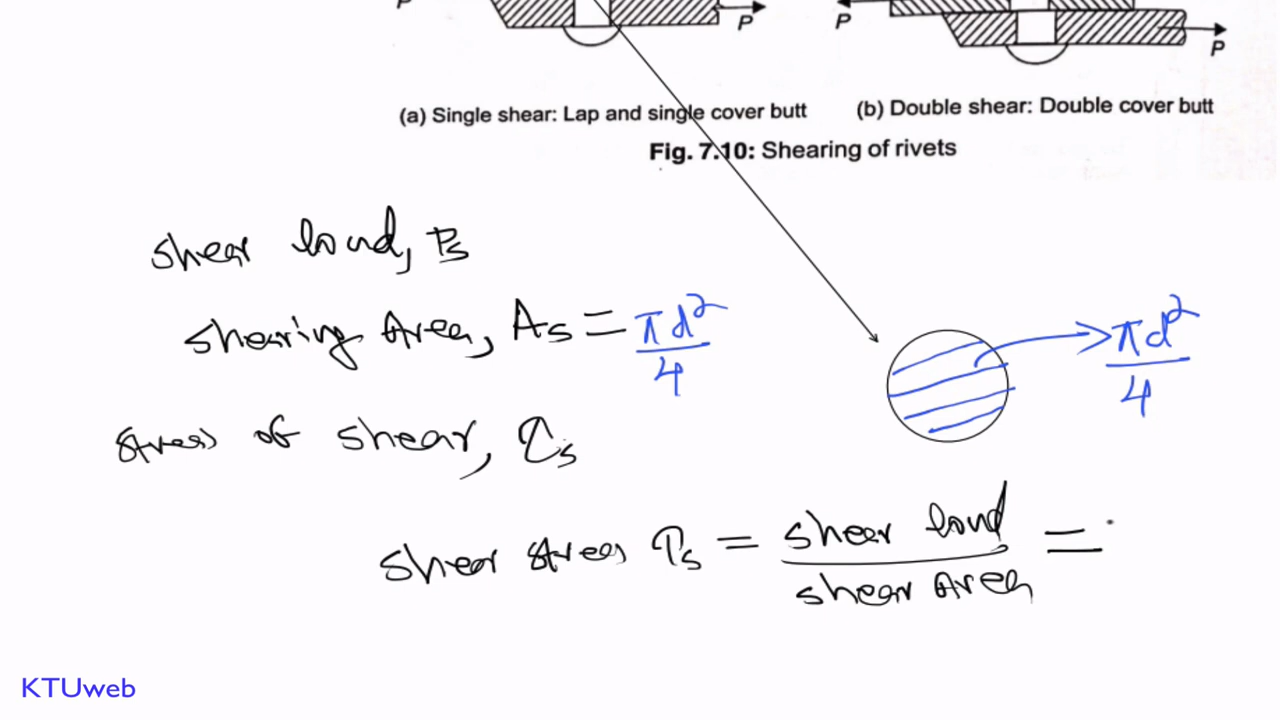 P P P P
(a) Single shear: Lap and single cover butt (b) Double shear: Double cover butt
Fig. 7.10: Shearing of rivets
shear load, Ps
shearing Area, As = πd²/4
πd²/4
stress of shear, τs
shear stress τs = shear load / shear Area =
KTUweb